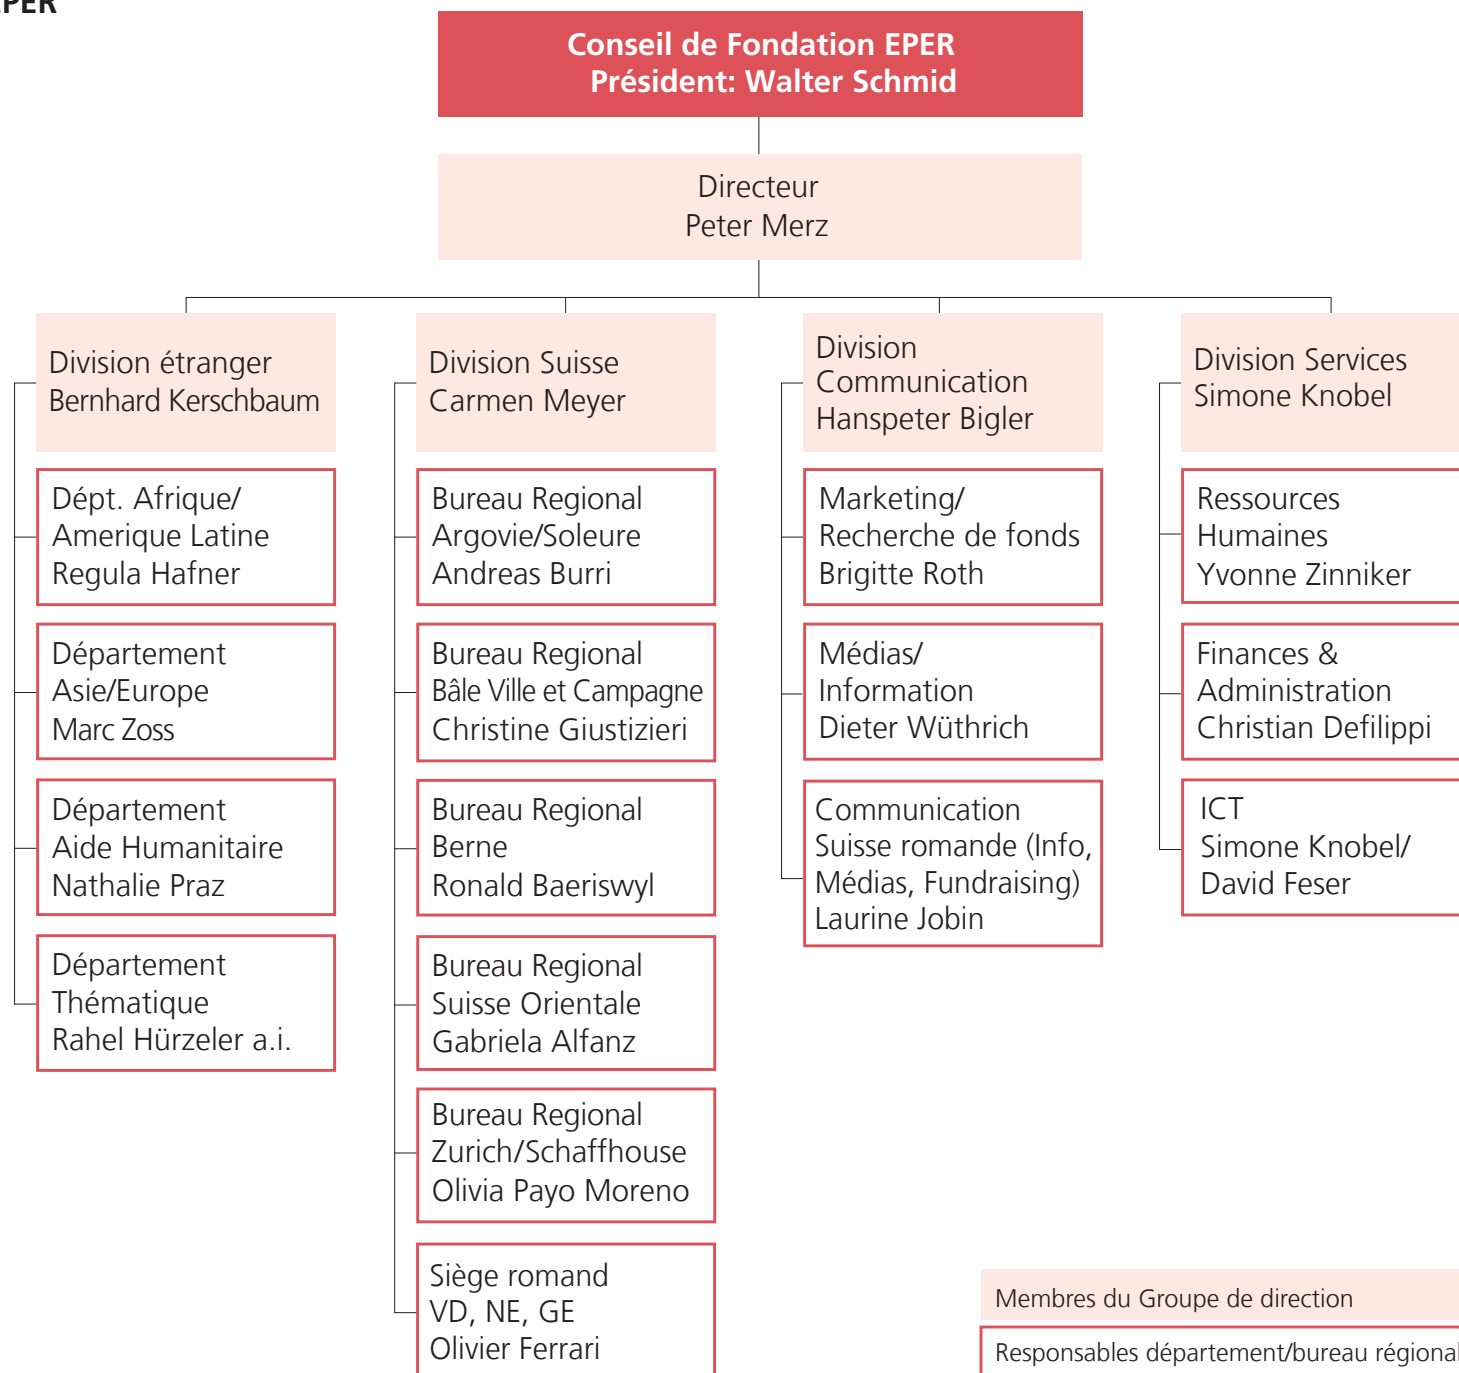 EPER
Conseil de Fondation EPER
Président: Walter Schmid
Directeur
Peter Merz
Division étranger
Bernhard Kerschbaum
Dépt. Afrique/
Amerique Latine
Regula Hafner
Département
Asie/Europe
Marc Zoss
Département
Aide Humanitaire
Nathalie Praz
Département
Thématique
Rahel Hürzeler a.i.
Division Suisse
Carmen Meyer
Bureau Regional
Argovie/Soleure
Andreas Burri
Bureau Regional
Bâle Ville et Campagne
Christine Giustizieri
Bureau Regional
Berne
Ronald Baeriswyl
Bureau Regional
Suisse Orientale
Gabriela Alfanz
Bureau Regional
Zurich/Schaffhouse
Olivia Payo Moreno
Siège romand
VD, NE, GE
Olivier Ferrari
Division
Communication
Hanspeter Bigler
Marketing/
Recherche de fonds
Brigitte Roth
Médias/
Information
Dieter Wüthrich
Communication
Suisse romande (Info,
Médias, Fundraising)
Laurine Jobin
Division Services
Simone Knobel
Ressources
Humaines
Yvonne Zinniker
Finances &
Administration
Christian Defilippi
ICT
Simone Knobel/
David Feser
Membres du Groupe de direction
Responsables département/bureau régional